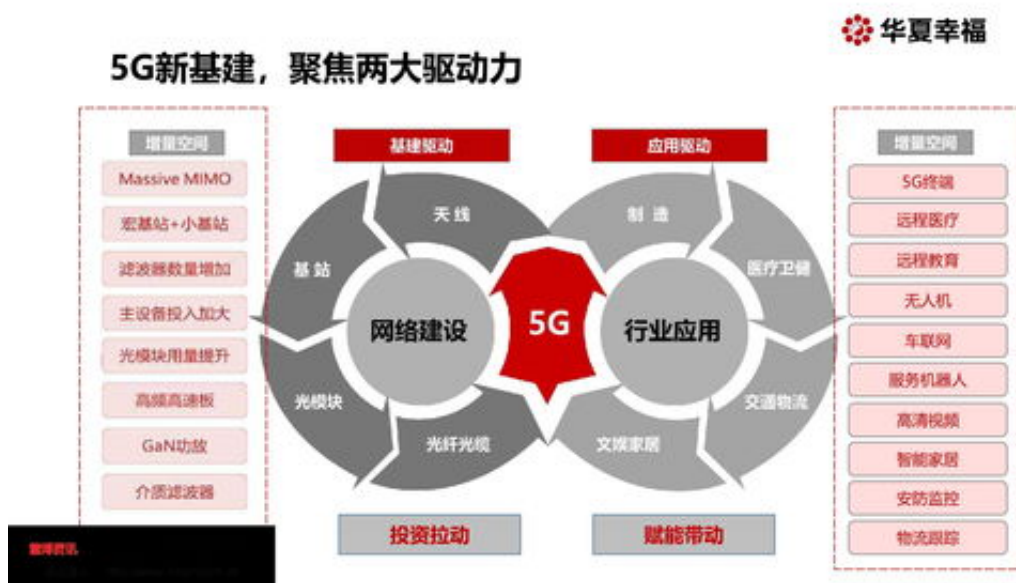 华夏幸福
5G新基建，聚焦两大驱动力
增量空间
Massive MIMO
宏基站+小基站
滤波器数量增加
主设备投入加大
光模块用量提升
高频高速板
GaN功放
介质滤波器
基建驱动
天线
基站
网络建设
光模块
光纤光缆
投资拉动
5G
应用驱动
制造
医疗卫健
行业应用
交通物流
文娱家居
赋能带动
增量空间
5G终端
远程医疗
远程教育
无人机
车联网
服务机器人
高清视频
智能家居
安防监控
物流跟踪